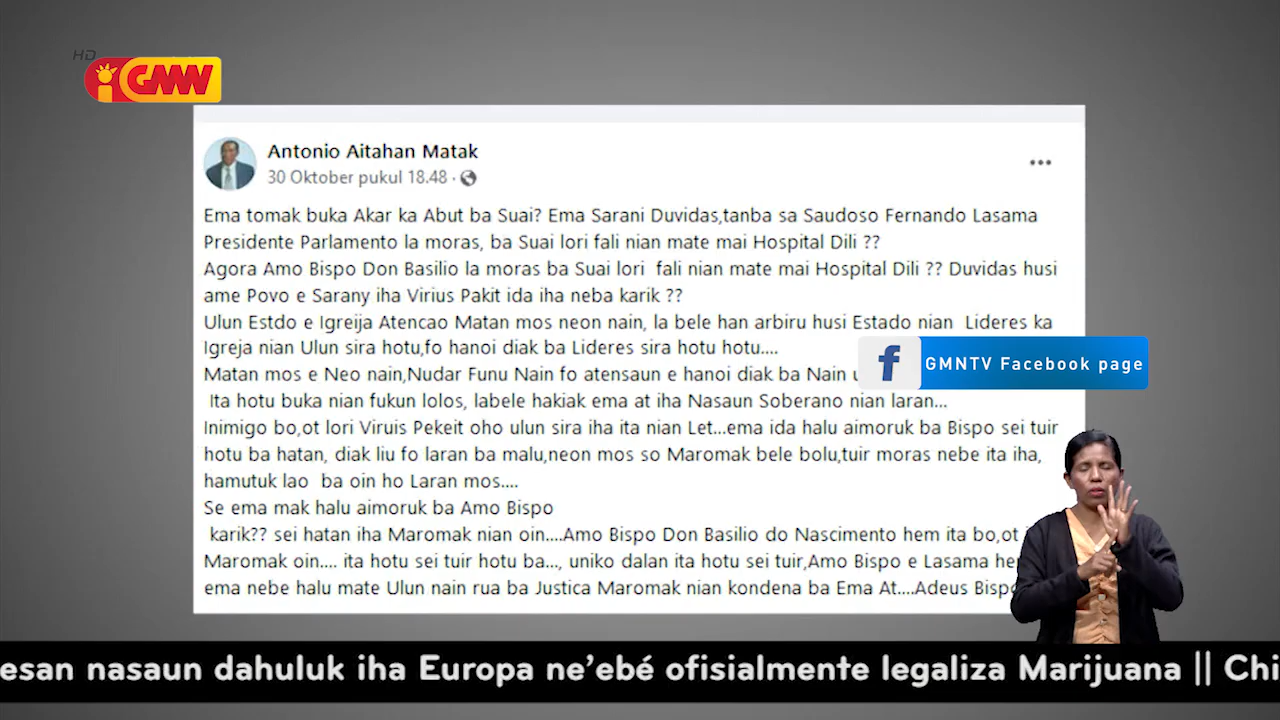 HD
GMN
Antonio Aitahan Matak
30 Oktober pukul 18.48 ·
Ema tomak buka Akar ka Abut ba Suai? Ema Sarani Duvidas,tanba sa Saudoso Fernando Lasama
Presidente Parlamento la moras, ba Suai lori fali nian mate mai Hospital Dili ??
Agora Amo Bispo Don Basilio la moras ba Suai lori fali nian mate mai Hospital Dili ?? Duvidas husi
ame Povo e Sarany iha Virius Pakit ida iha neba karik ??
Ulun Estdo e Igreija Atencao Matan mos neon nain, la bele han arbiru husi Estado nian Lideres ka
Igreja nian Ulun sira hotu,fo hanoi diak ba Lideres sira hotu hotu....
Matan mos e Neo nain,Nudar Funu Nain fo atensaun e hanoi diak ba Nain
GMNTV Facebook page
Ita hotu buka nian fukun lolos, labele hakiak ema at iha Nasaun Soberano nian laran...
Inimigo bo,ot lori Viruis Pekeit oho ulun sira iha ita nian Let...ema ida halu aimoruk ba Bispo sei tuir
hotu ba hatan, diak liu fo laran ba malu,neon mos so Maromak bele bolu,tuir moras nebe ita iha,
hamutuk lao ba oin ho Laran mos....
Se ema mak halu aimoruk ba Amo Bispo
karik?? sei hatan iha Maromak nian oin....Amo Bispo Don Basilio do Nascimento hem ita bo,ot
Maromak oin.... ita hotu sei tuir hotu ba..., uniko dalan ita hotu sei tuir,Amo Bispo e Lasama
ema nebe halu mate Ulun nain rua ba Justica Maromak nian kondena ba Ema At....Adeus
esan nasaun dahuluk iha Europa ne'ebé ofisialmente legaliza Marijuana || Chi